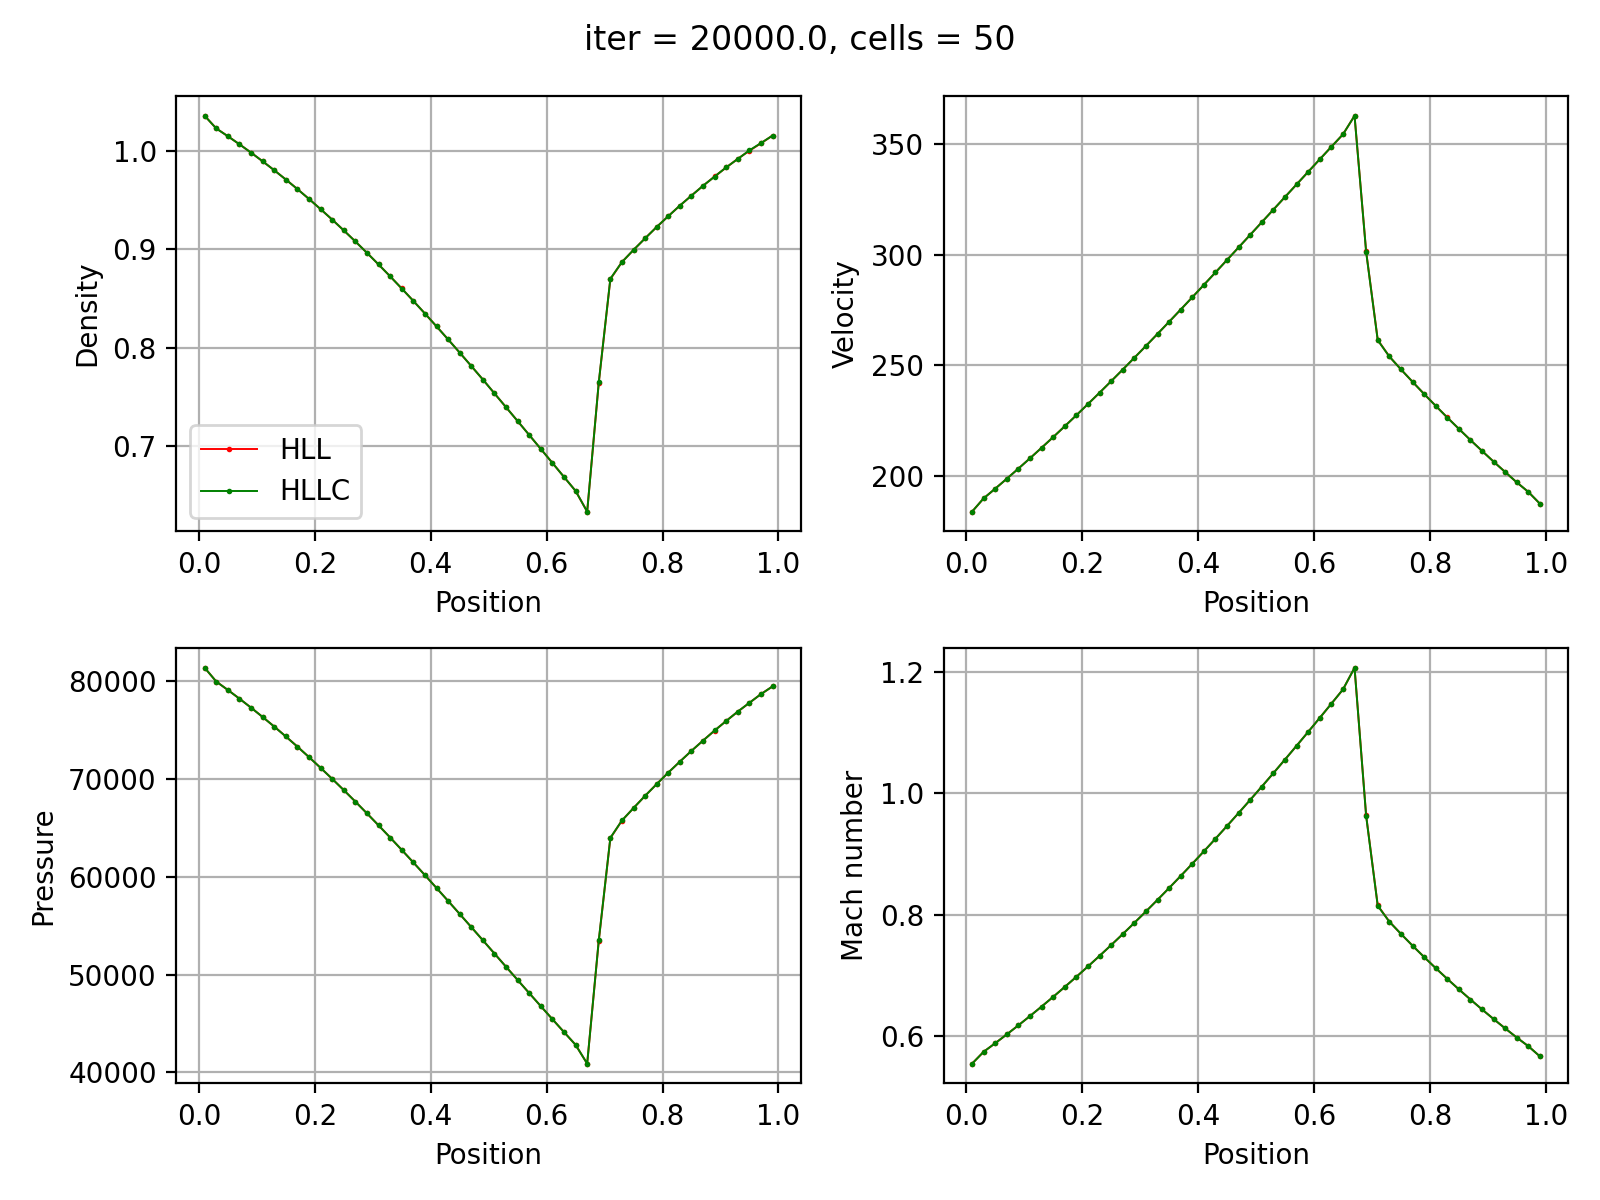 iter = 20000.0, cells = 50
Density
1.0
0.9
0.8
0.7
HLL
HLLC
0.0 0.2 0.4 0.6 0.8 1.0
Position
Velocity
350
300
250
200
0.0 0.2 0.4 0.6 0.8 1.0
Position
Pressure
80000
70000
60000
50000
40000
0.0 0.2 0.4 0.6 0.8 1.0
Position
Mach number
1.2
1.0
0.8
0.6
0.0 0.2 0.4 0.6 0.8 1.0
Position